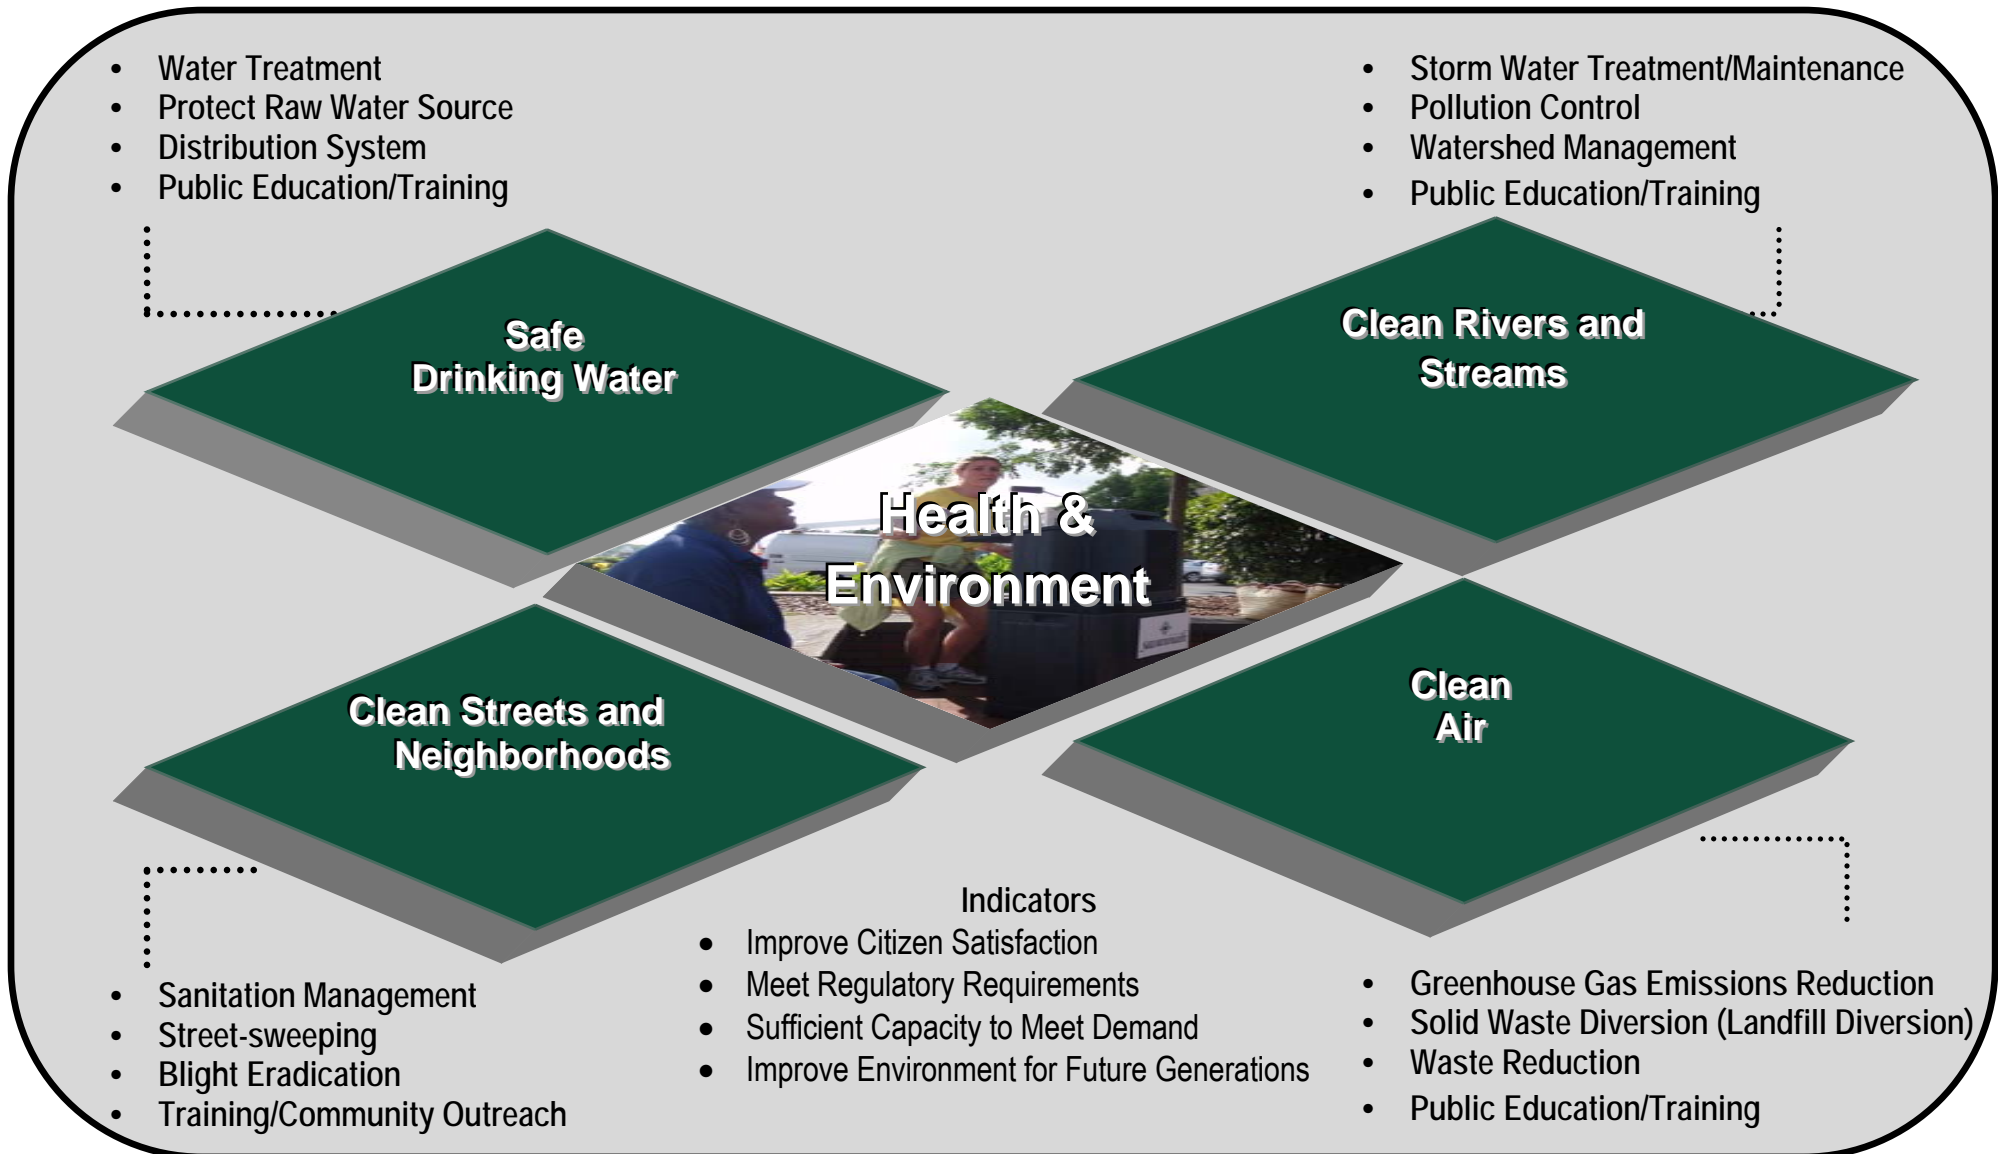 • Water Treatment
• Protect Raw Water Source
• Distribution System
• Public Education/Training
• Storm Water Treatment/Maintenance
• Pollution Control
• Watershed Management
• Public Education/Training
Safe
Drinking Water
Clean Rivers and
Streams
Health &
Environment
Clean Streets and
Neighborhoods
Clean
Air
• Sanitation Management
• Street-sweeping
• Blight Eradication
• Training/Community Outreach
Indicators
• Improve Citizen Satisfaction
• Meet Regulatory Requirements
• Sufficient Capacity to Meet Demand
• Improve Environment for Future Generations
• Greenhouse Gas Emissions Reduction
• Solid Waste Diversion (Landfill Diversion)
• Waste Reduction
• Public Education/Training